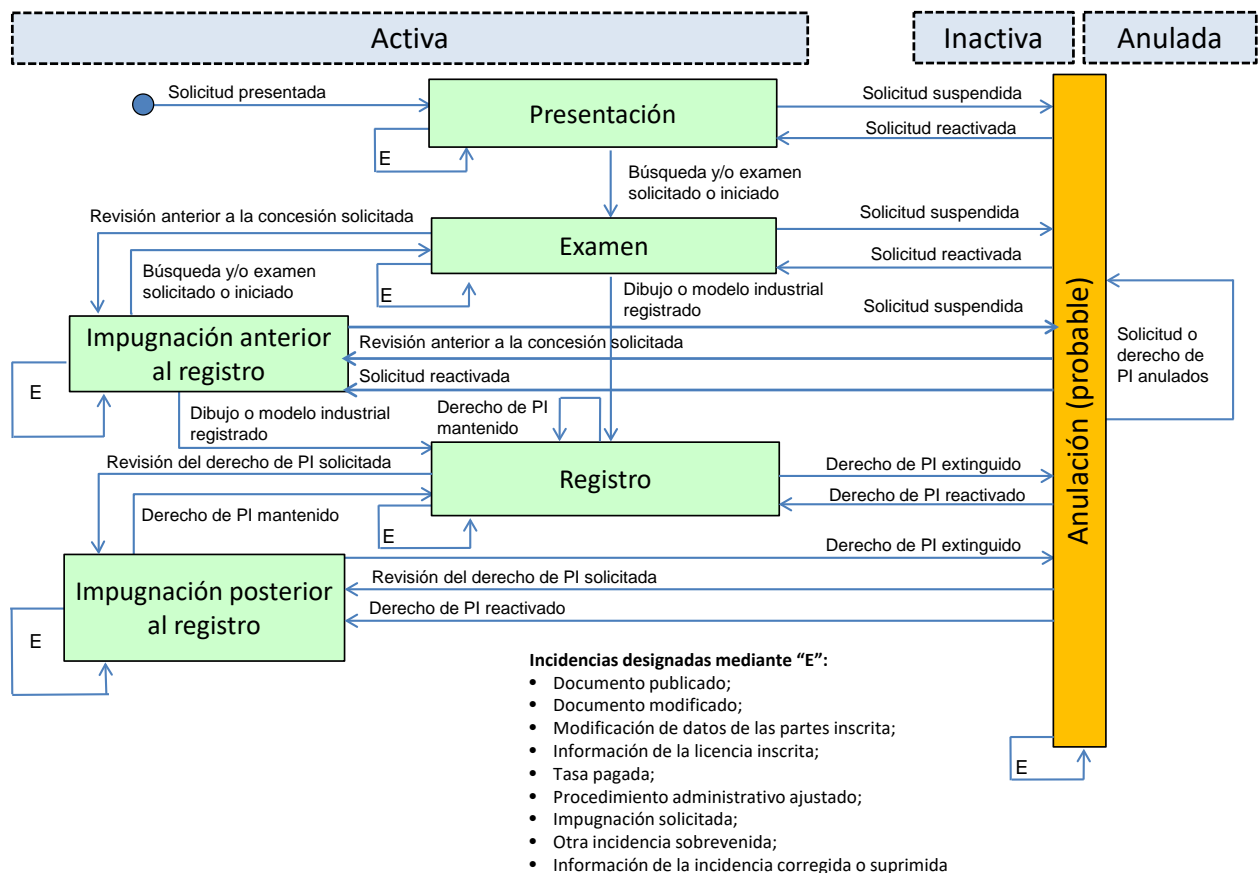 Activa
Inactiva
Anulada
Solicitud presentada
Presentación
Solicitud suspendida
Solicitud reactivada
E
Búsqueda y/o examen
solicitado o iniciado
Revisión anterior a la concesión solicitada
Examen
Solicitud suspendida
Solicitud reactivada
E
Búsqueda y/o examen
solicitado o iniciado
Dibujo o modelo industrial
registrado
Solicitud suspendida
Impugnación anterior
al registro
Revisión anterior a la concesión solicitada
Solicitud reactivada
E
Solicitud o
derecho de
PI anulados
Anulación (probable)
Dibujo o modelo industrial
registrado
Derecho de PI
mantenido
Revisión del derecho de PI solicitada
Registro
Derecho de PI extinguido
Derecho de PI reactivado
E
Derecho de PI mantenido
Derecho de PI extinguido
Impugnación posterior
al registro
Revisión del derecho de PI solicitada
Derecho de PI reactivado
E
Incidencias designadas mediante “E”:
• Documento publicado;
• Documento modificado;
• Modificación de datos de las partes inscrita;
• Información de la licencia inscrita;
• Tasa pagada;
• Procedimiento administrativo ajustado;
• Impugnación solicitada;
• Otra incidencia sobrevenida;
• Información de la incidencia corregida o suprimida
E